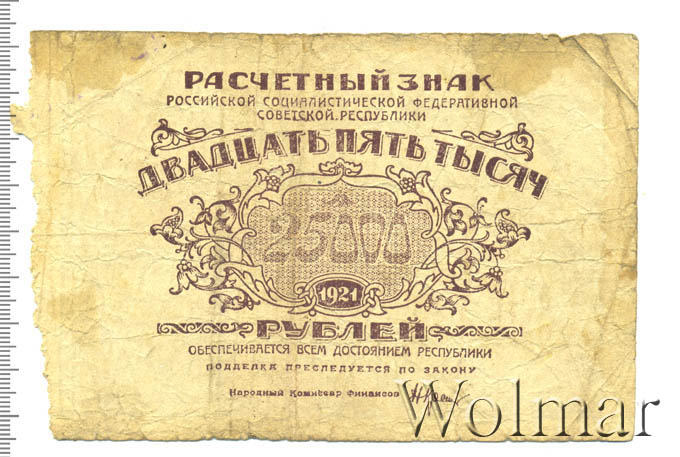 РАСЧЕТНЫЙ ЗНАК
РОССИЙСКОЙ СОЦИАЛИСТИЧЕСКОЙ ФЕДЕРАТИВНОЙ
СОВЕТСКОЙ РЕСПУБЛИКИ
ДВАДЦАТЬ ПЯТЬ ТЫСЯЧ
25000
1921
РУБЛЕЙ
ОБЕСПЕЧИВАЕТСЯ ВСЕМ ДОСТОЯНИЕМ РЕСПУБЛИКИ
ПОДДЕЛКА ПРЕСЛЕДУЕТСЯ ПО ЗАКОНУ
Народный Комиссар Финансов
Wolmar